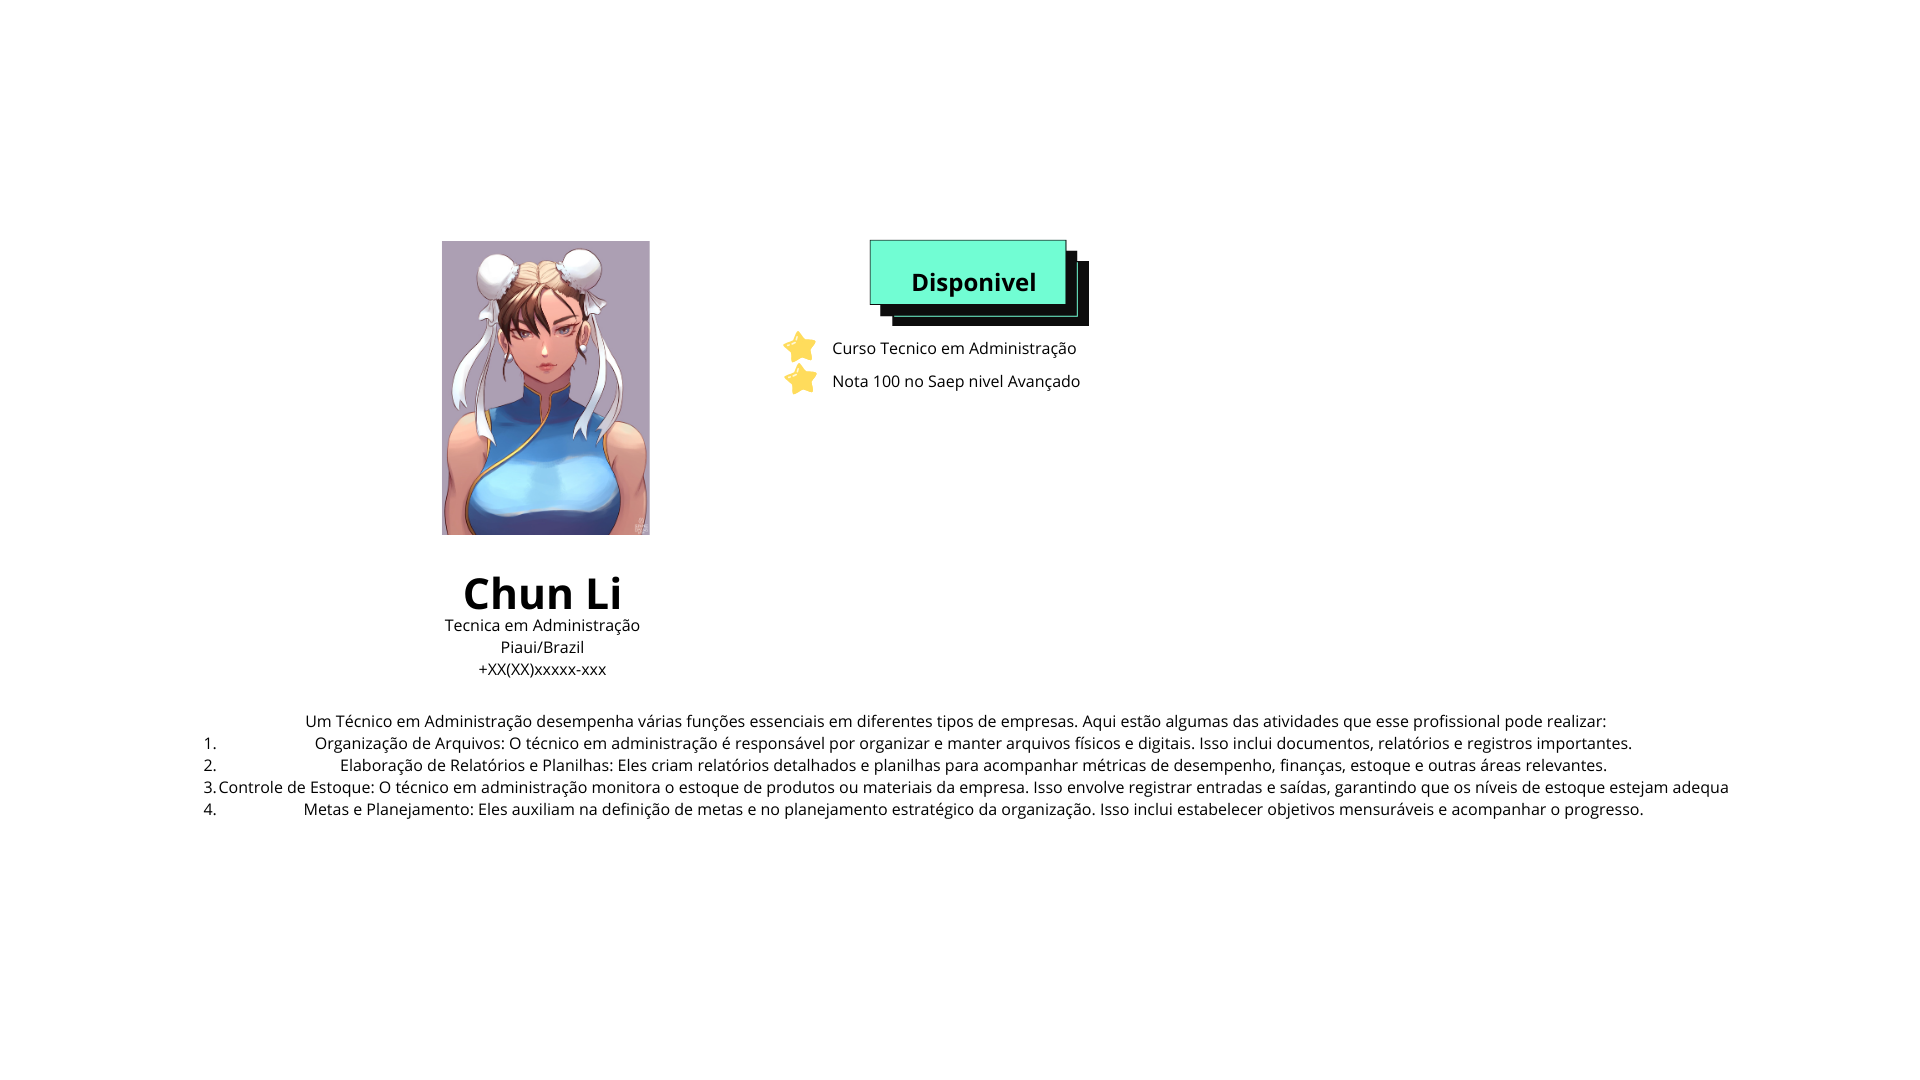 Disponivel
Curso Tecnico em Administração
Nota 100 no Saep nivel Avançado
Chun Li
Tecnica em Administração
Piaui/Brazil
+XX(XX)xxxxx-xxx
Um Técnico em Administração desempenha várias funções essenciais em diferentes tipos de empresas. Aqui estão algumas das atividades que esse profissional pode realizar:
1. Organização de Arquivos: O técnico em administração é responsável por organizar e manter arquivos físicos e digitais. Isso inclui documentos, relatórios e registros importantes.
2. Elaboração de Relatórios e Planilhas: Eles criam relatórios detalhados e planilhas para acompanhar métricas de desempenho, finanças, estoque e outras áreas relevantes.
3. Controle de Estoque: O técnico em administração monitora o estoque de produtos ou materiais da empresa. Isso envolve registrar entradas e saídas, garantindo que os níveis de estoque estejam adequa
4. Metas e Planejamento: Eles auxiliam na definição de metas e no planejamento estratégico da organização. Isso inclui estabelecer objetivos mensuráveis e acompanhar o progresso.